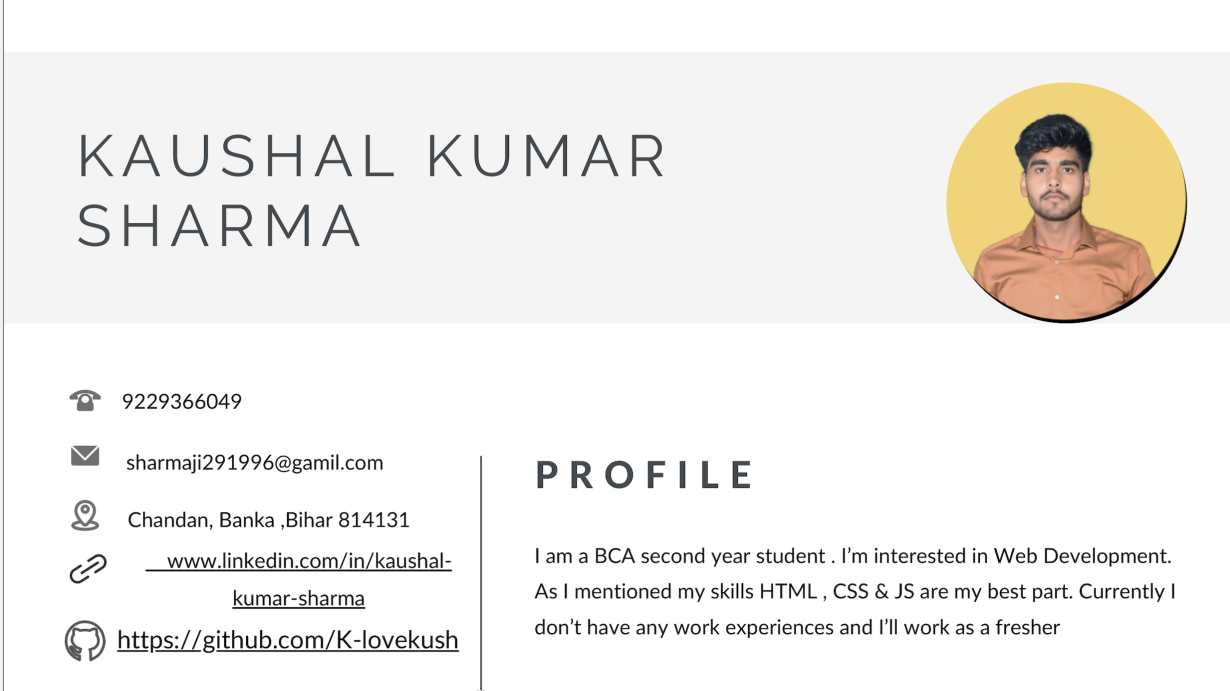 KAUSHAL KUMAR
SHARMA
9229366049
sharmaji291996@gamil.com
Chandan, Banka ,Bihar 814131
www.linkedin.com/in/kaushal-
kumar-sharma
https://github.com/K-lovekush
PROFILE
I am a BCA second year student . I’m interested in Web Development.
As I mentioned my skills HTML , CSS & JS are my best part. Currently I
don’t have any work experiences and I’ll work as a fresher